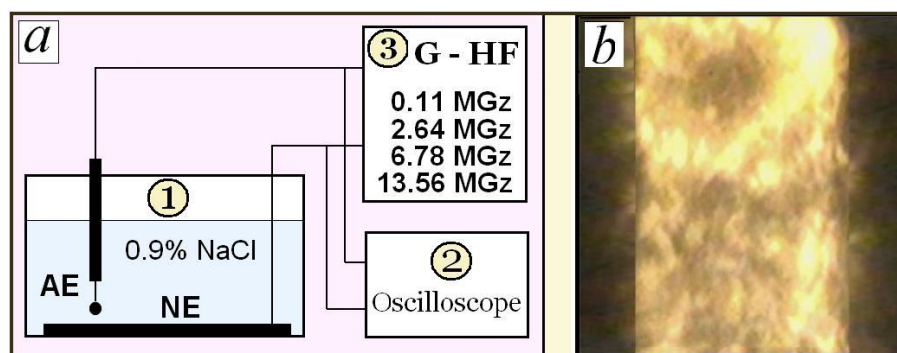 a
3 G - HF
0.11 MGz
2.64 MGz
6.78 MGz
13.56 MGz
1
0.9% NaCl
AE
NE
2
Oscilloscope
b